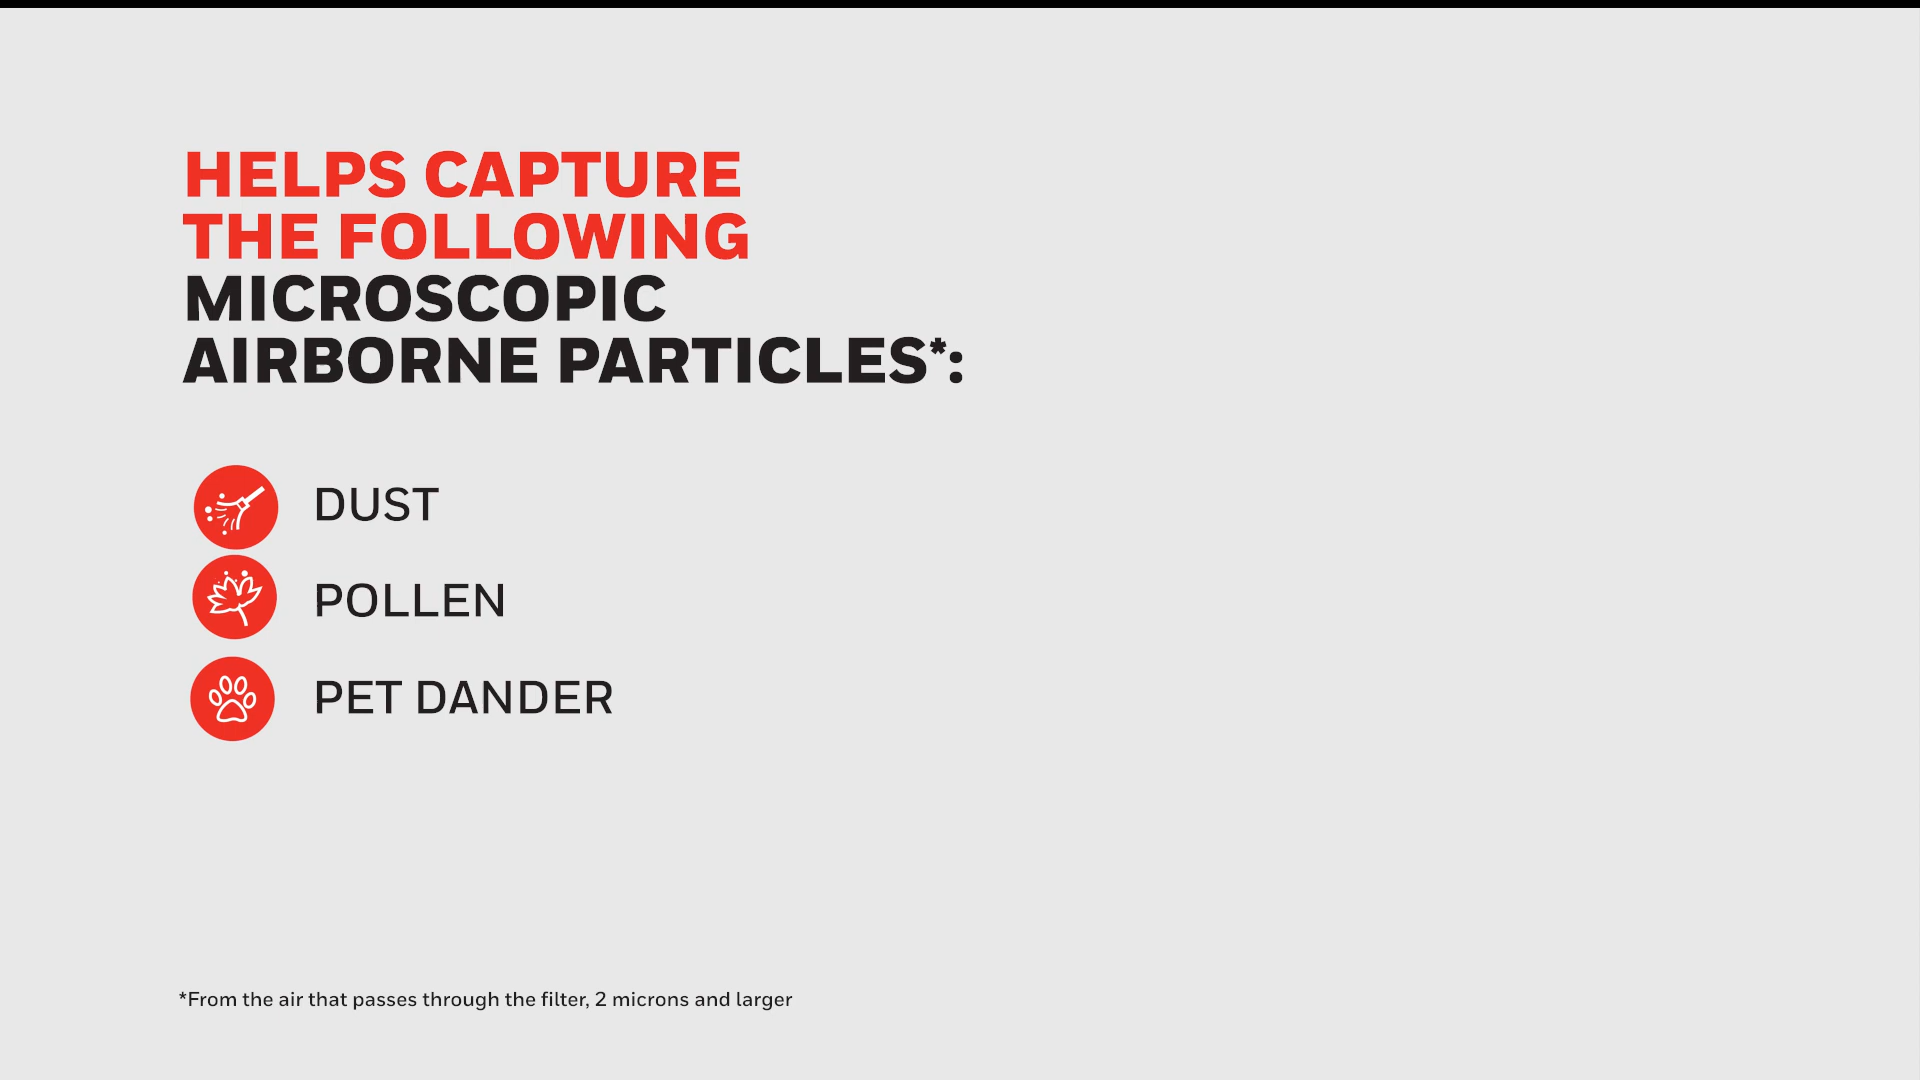 HELPS CAPTURE
THE FOLLOWING
MICROSCOPIC
AIRBORNE PARTICLES*:
DUST
POLLEN
PET DANDER
*From the air that passes through the filter, 2 microns and larger